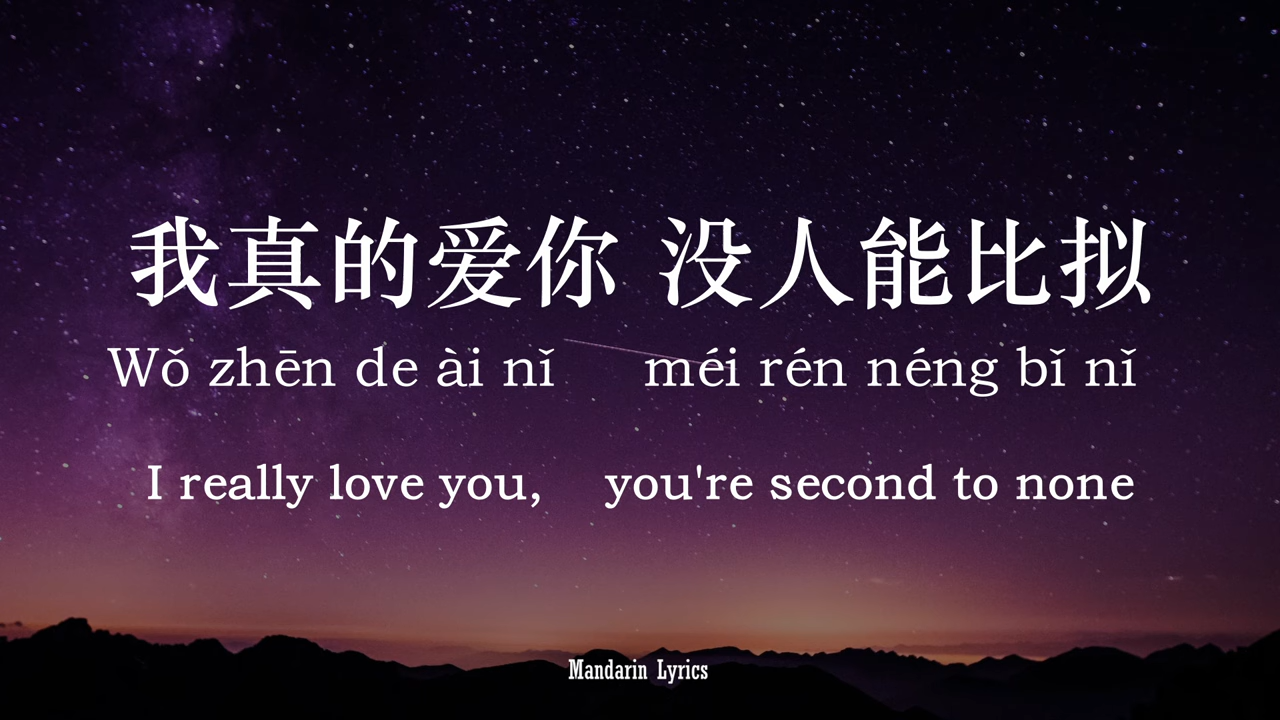 我真的爱你 没人能比拟
Wǒ zhēn de ài nǐ méi rén néng bǐ nǐ
I really love you, you're second to none
Mandarin Lyrics